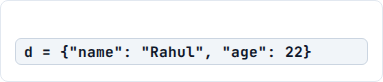 d = {"name": "Rahul", "age": 22}